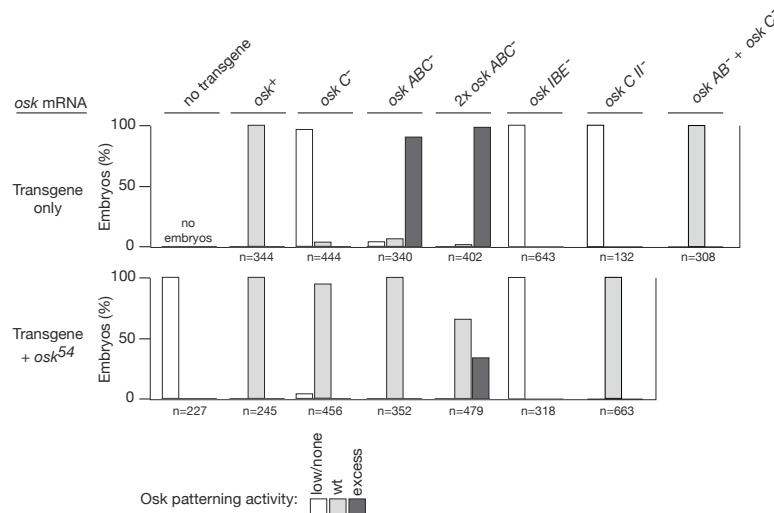 osk mRNA
no transgene
osk+
osk C-
osk ABC-
2x osk ABC-
osk IBE-
osk C II-
osk AB- + osk C-
Transgene
only
Embryos (%)
100
50
0
no
embryos
n=344
n=444
n=340
n=402
n=643
n=132
n=308
Transgene
+ osk54
Embryos (%)
100
50
0
n=227
n=245
n=456
n=352
n=479
n=318
n=663
Osk patterning activity:
low/none
wt
excess